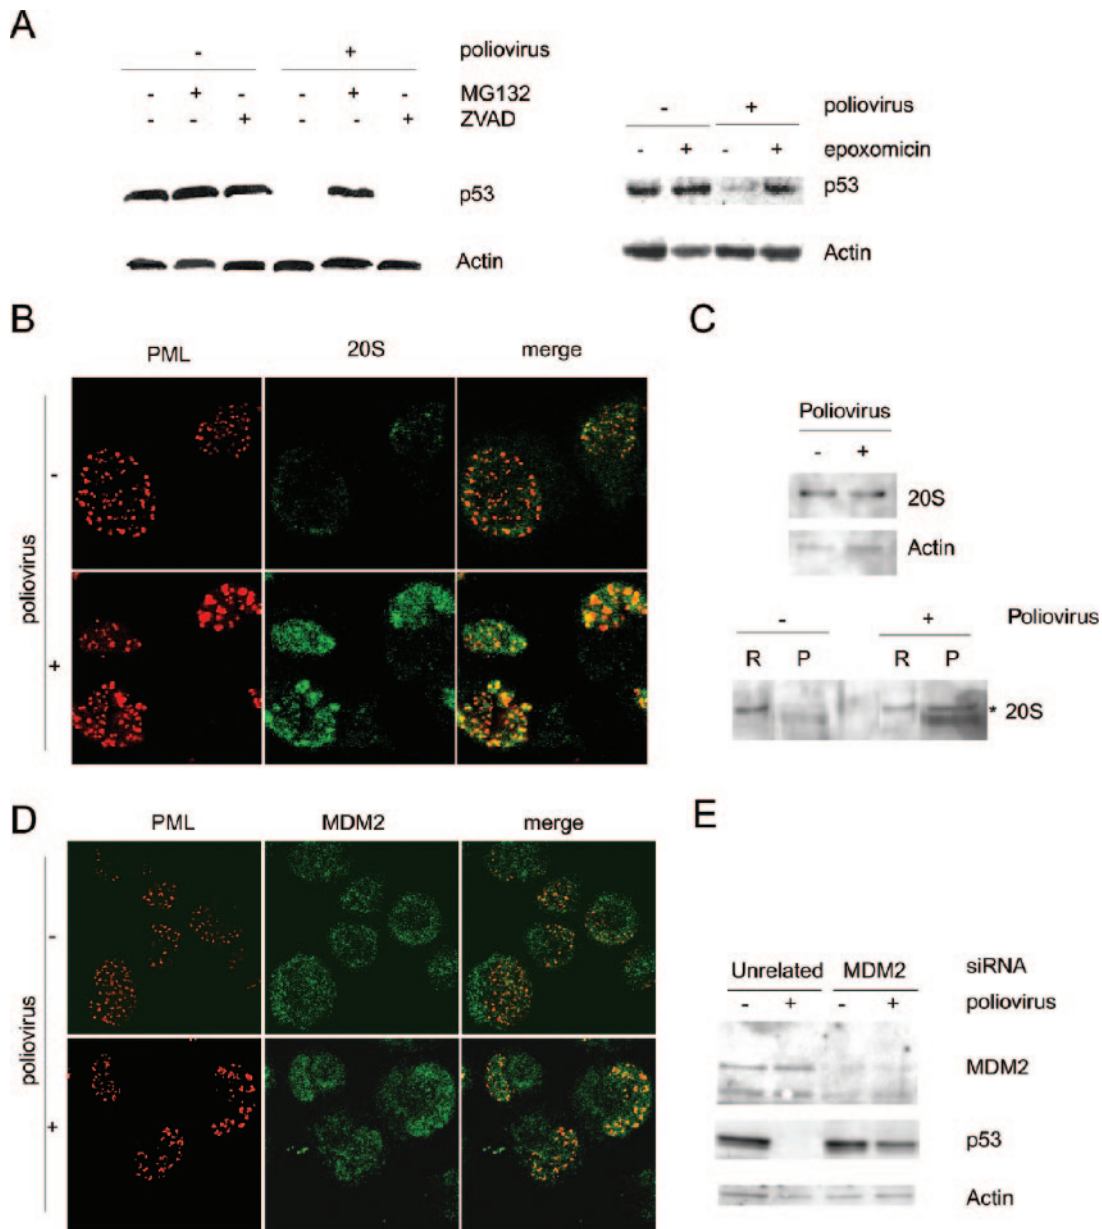 A
- + poliovirus
- + - - + - MG132
- - + - - + ZVAD
p53
Actin
- + poliovirus
- + - + epoxomicin
p53
Actin
B
PML 20S merge
poliovirus
-
+
C
Poliovirus
- +
20S
Actin
- + Poliovirus
R P R P
* 20S
D
PML MDM2 merge
poliovirus
-
+
E
Unrelated MDM2 siRNA
- + - + poliovirus
MDM2
p53
Actin